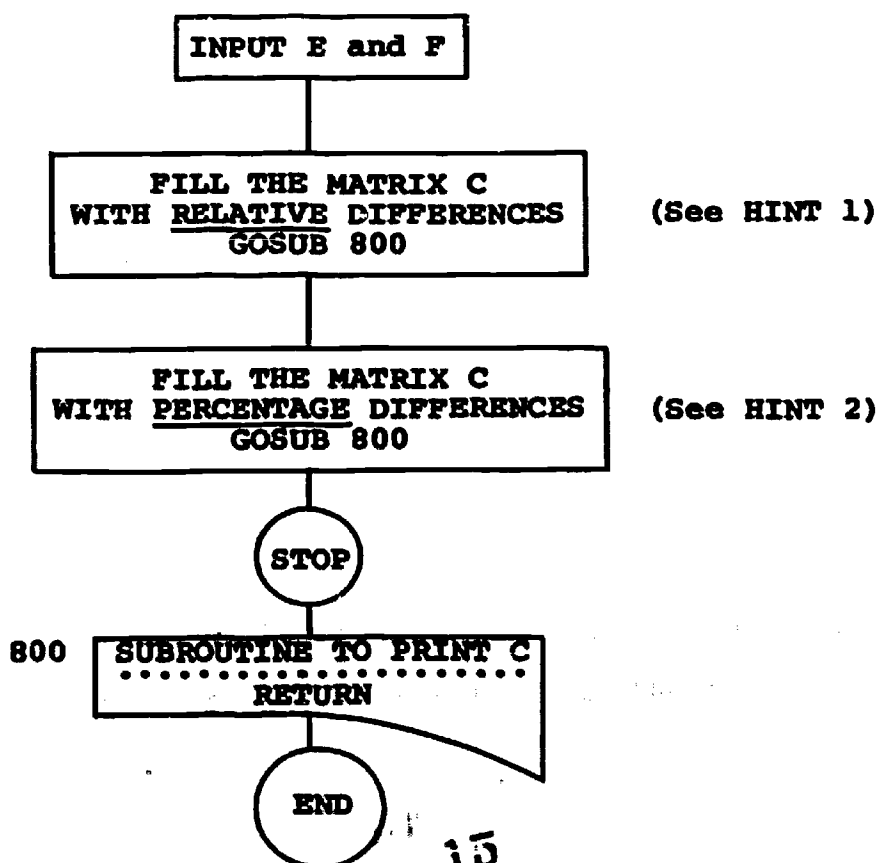 INPUT E and F
FILL THE MATRIX C
WITH RELATIVE DIFFERENCES
GOSUB 800
(See HINT 1)
FILL THE MATRIX C
WITH PERCENTAGE DIFFERENCES
GOSUB 800
(See HINT 2)
STOP
800
SUBROUTINE TO PRINT C
RETURN
END
15